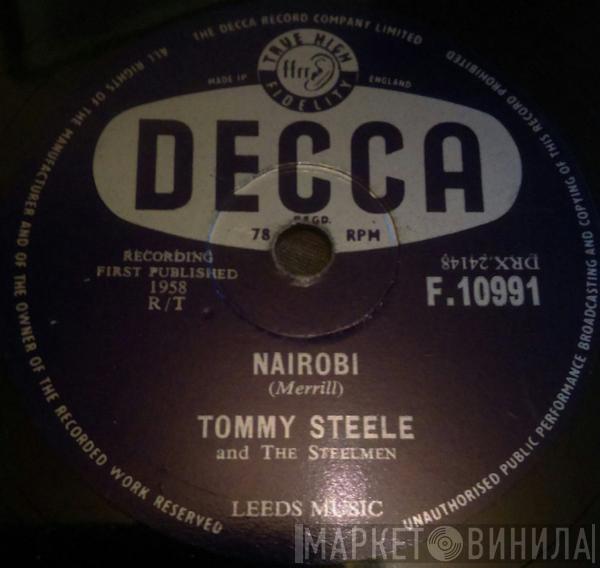 ALL RIGHTS OF THE MANUFACTURER AND OF THE OWNER OF THE RECORDED WORK RESERVED
THE DECCA RECORD COMPANY LIMITED
UNAUTHORISED PUBLIC PERFORMANCE BROADCASTING AND COPYING OF THIS RECORD PROHIBITED
TRUE HIGH
ffrr
FIDELITY
MADE IN
ENGLAND
DECCA
REGD.
78 RPM
RECORDING
FIRST PUBLISHED
1958
R/T
DRX.24148
F.10991
NAIROBI
(Merrill)
TOMMY STEELE
and THE STEELMEN
LEEDS MUSIC
МАРКЕТ ВИНИЛА